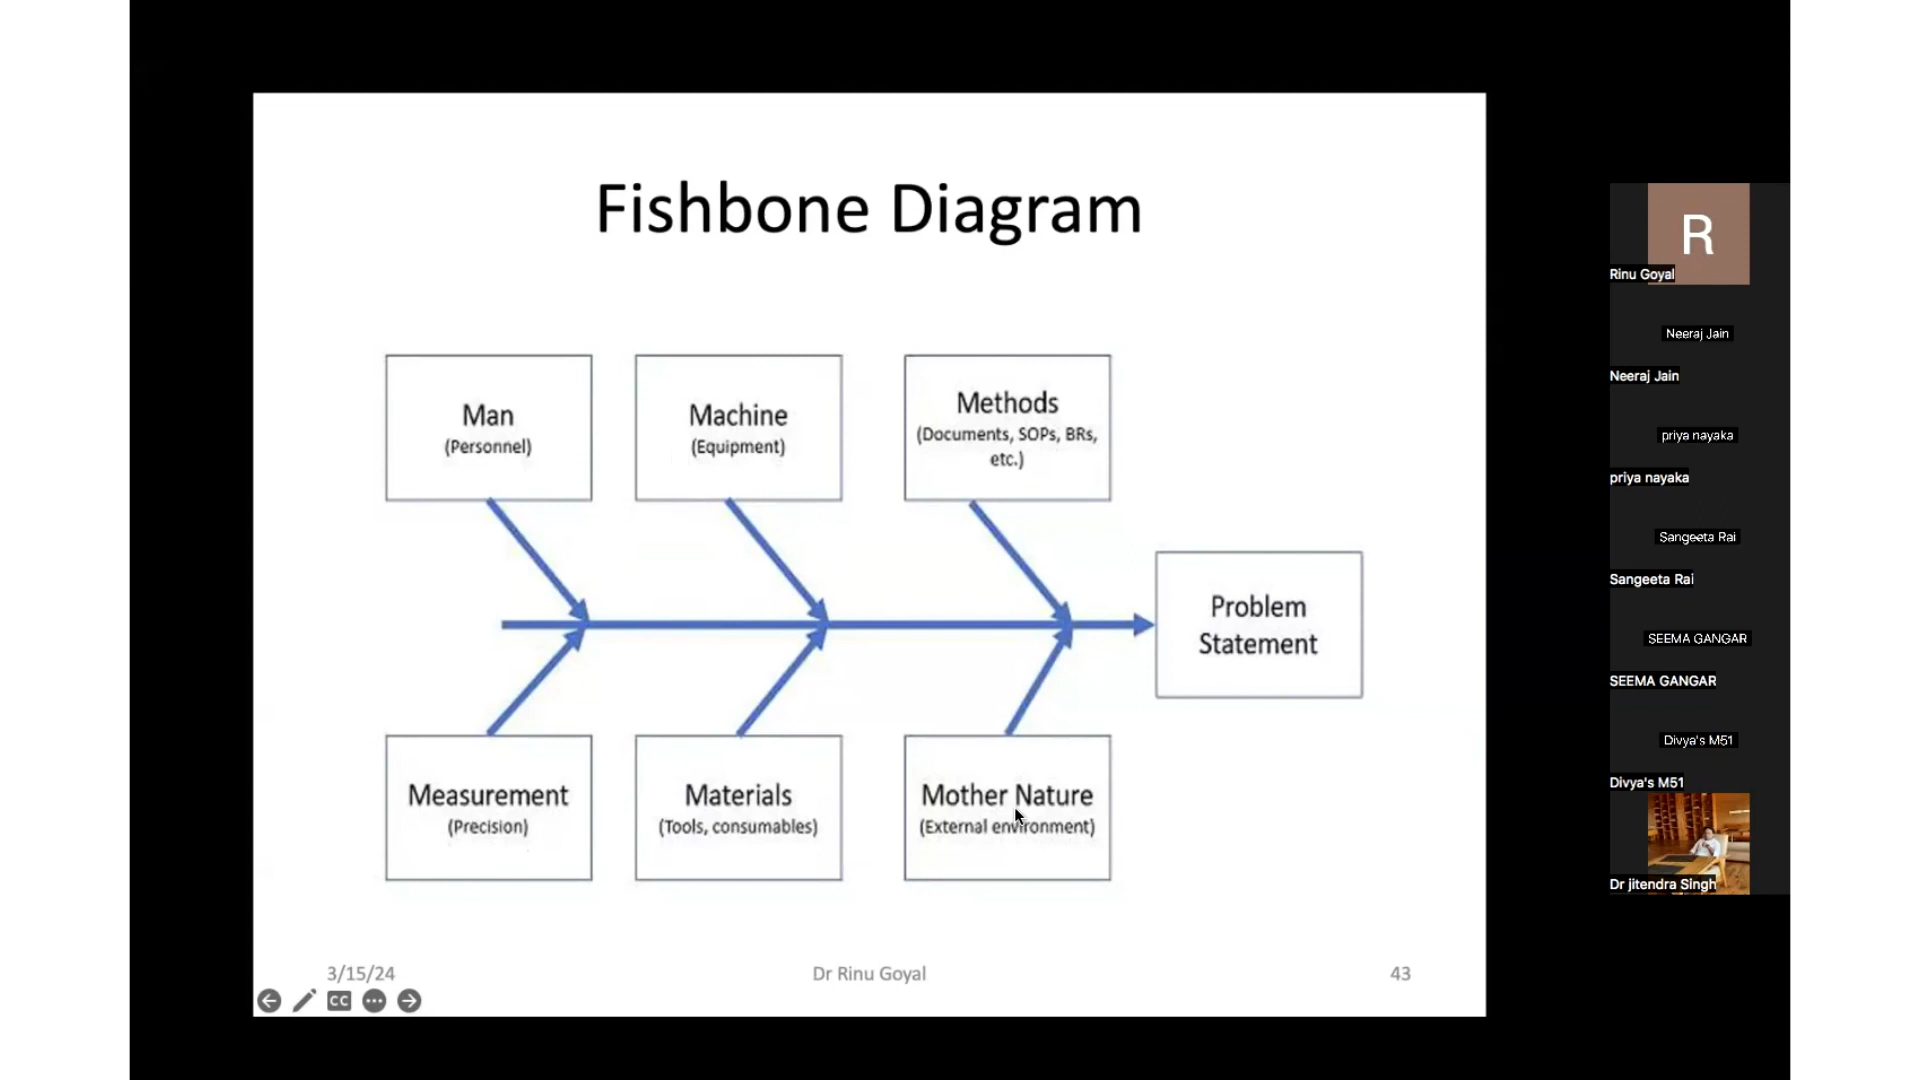 Fishbone Diagram
Man
(Personnel)
Machine
(Equipment)
Methods
(Documents, SOPs, BRs,
etc.)
Problem
Statement
Measurement
(Precision)
Materials
(Tools, consumables)
Mother Nature
(External environment)
3/15/24
Dr Rinu Goyal
43
CC
R
Rinu Goyal
Neeraj Jain
Neeraj Jain
priya nayaka
priya nayaka
Sangeeta Rai
Sangeeta Rai
SEEMA GANGAR
SEEMA GANGAR
Divya's M51
Divya's M51
Dr jitendra Singh